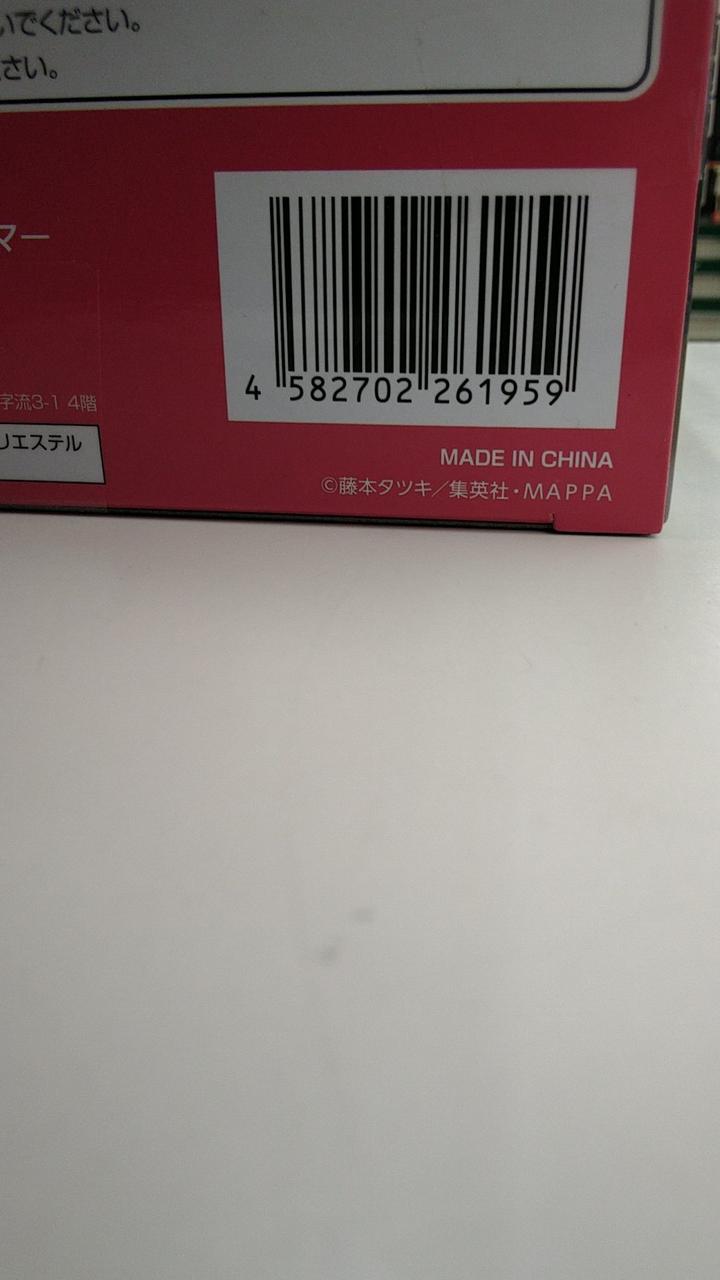 いでください。
さい。
マー
字流3-1 4階
リエステル
4 582702 261959
MADE IN CHINA
©藤本タツキ／集英社・MAPPA